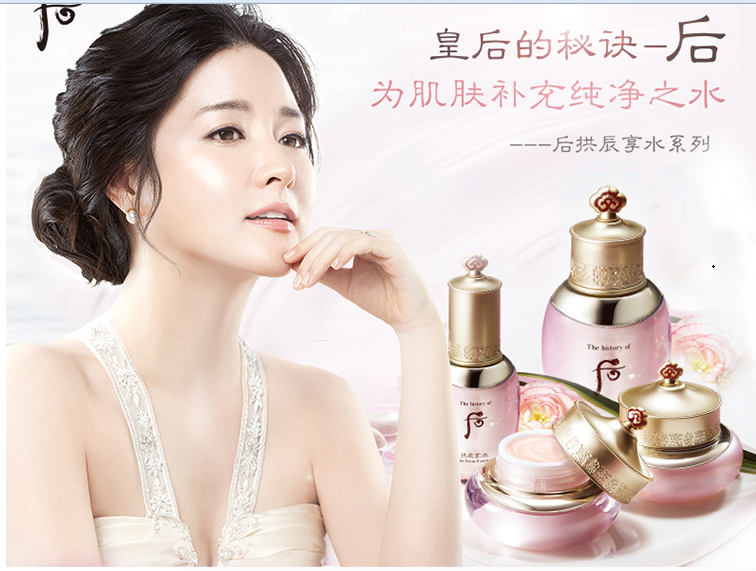 后
皇后的秘诀–后
为肌肤补充纯净之水
---后拱辰享水系列
The history of
后
The history of
后
拱辰享:水